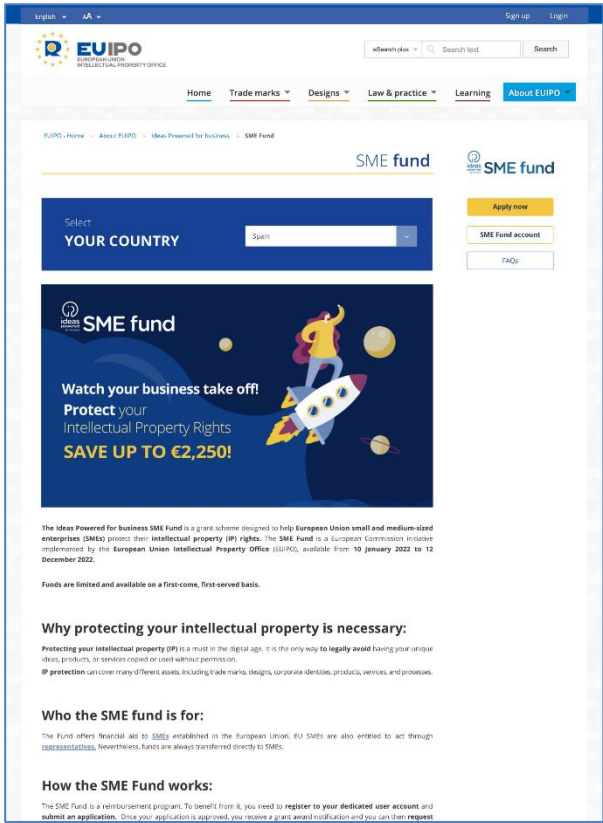 English AA Sign up Login
EUIPO
EUROPEAN UNION
INTELLECTUAL PROPERTY OFFICE
eSearch plus Search text Search
Home Trade marks Designs Law & practice Learning About EUIPO
EUIPO - Home About EUIPO Ideas Powered for business SME Fund
SME fund
ideas powered for business SME fund
Apply now
SME Fund account
FAQs
Select
YOUR COUNTRY
Spain
ideas powered for business SME fund
Watch your business take off!
Protect your
Intellectual Property Rights
SAVE UP TO €2,250!
The Ideas Powered for business SME Fund is a grant scheme designed to help European Union small and medium-sized
enterprises (SMEs) protect their intellectual property (IP) rights. The SME Fund is a European Commission initiative
implemented by the European Union Intellectual Property Office (EUIPO), available from 10 January 2022 to 12
December 2022.
Funds are limited and available on a first-come, first-served basis.
Why protecting your intellectual property is necessary:
Protecting your intellectual property (IP) is a must in the digital age. It is the only way to legally avoid having your unique
ideas, products, or services copied or used without permission.
IP protection can cover many different assets, including trade marks, designs, corporate identities, products, services, and processes.
Who the SME fund is for:
The Fund offers financial aid to SMEs established in the European Union. EU SMEs are also entitled to act through
representatives. Nevertheless, funds are always transferred directly to SMEs.
How the SME Fund works:
The SME Fund is a reimbursement program. To benefit from it, you need to register to your dedicated user account and
submit an application. Once your application is approved, you receive a grant award notification and you can then request